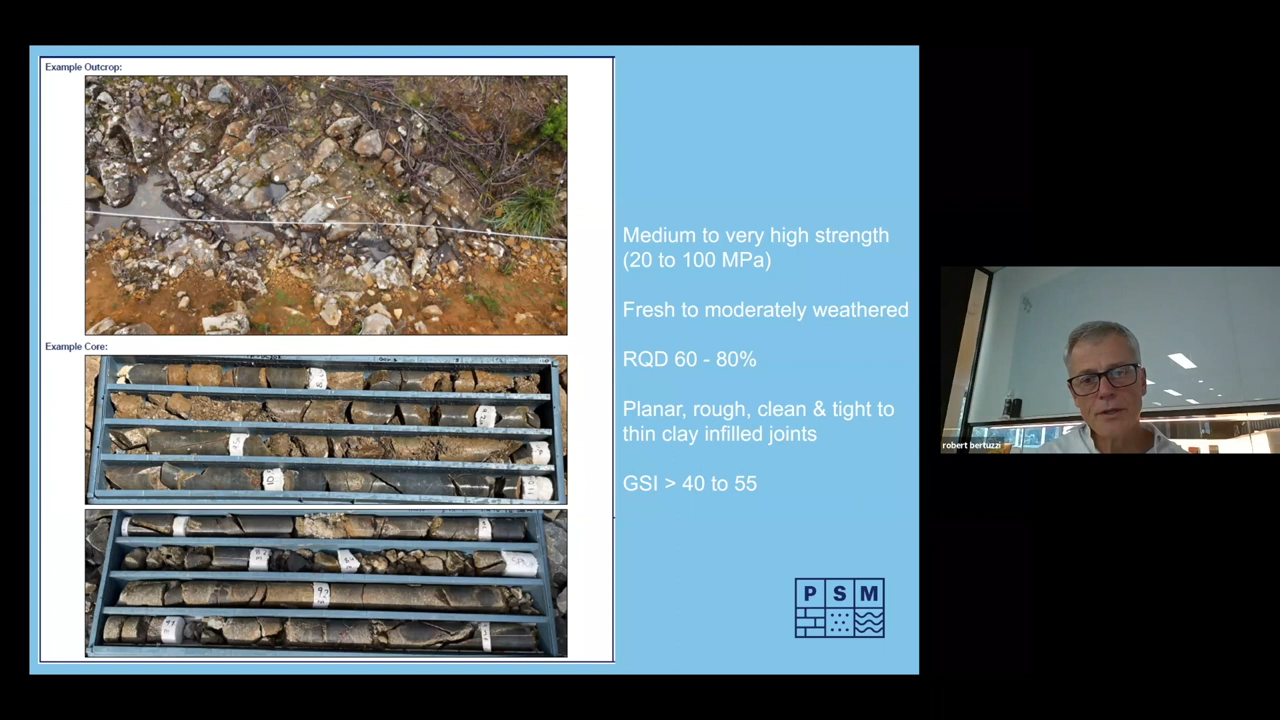 Example Outcrop:
Example Core:
Medium to very high strength
(20 to 100 MPa)
Fresh to moderately weathered
RQD 60 - 80%
Planar, rough, clean & tight to
thin clay infilled joints
GSI > 40 to 55
P S M
robert bertuzzi